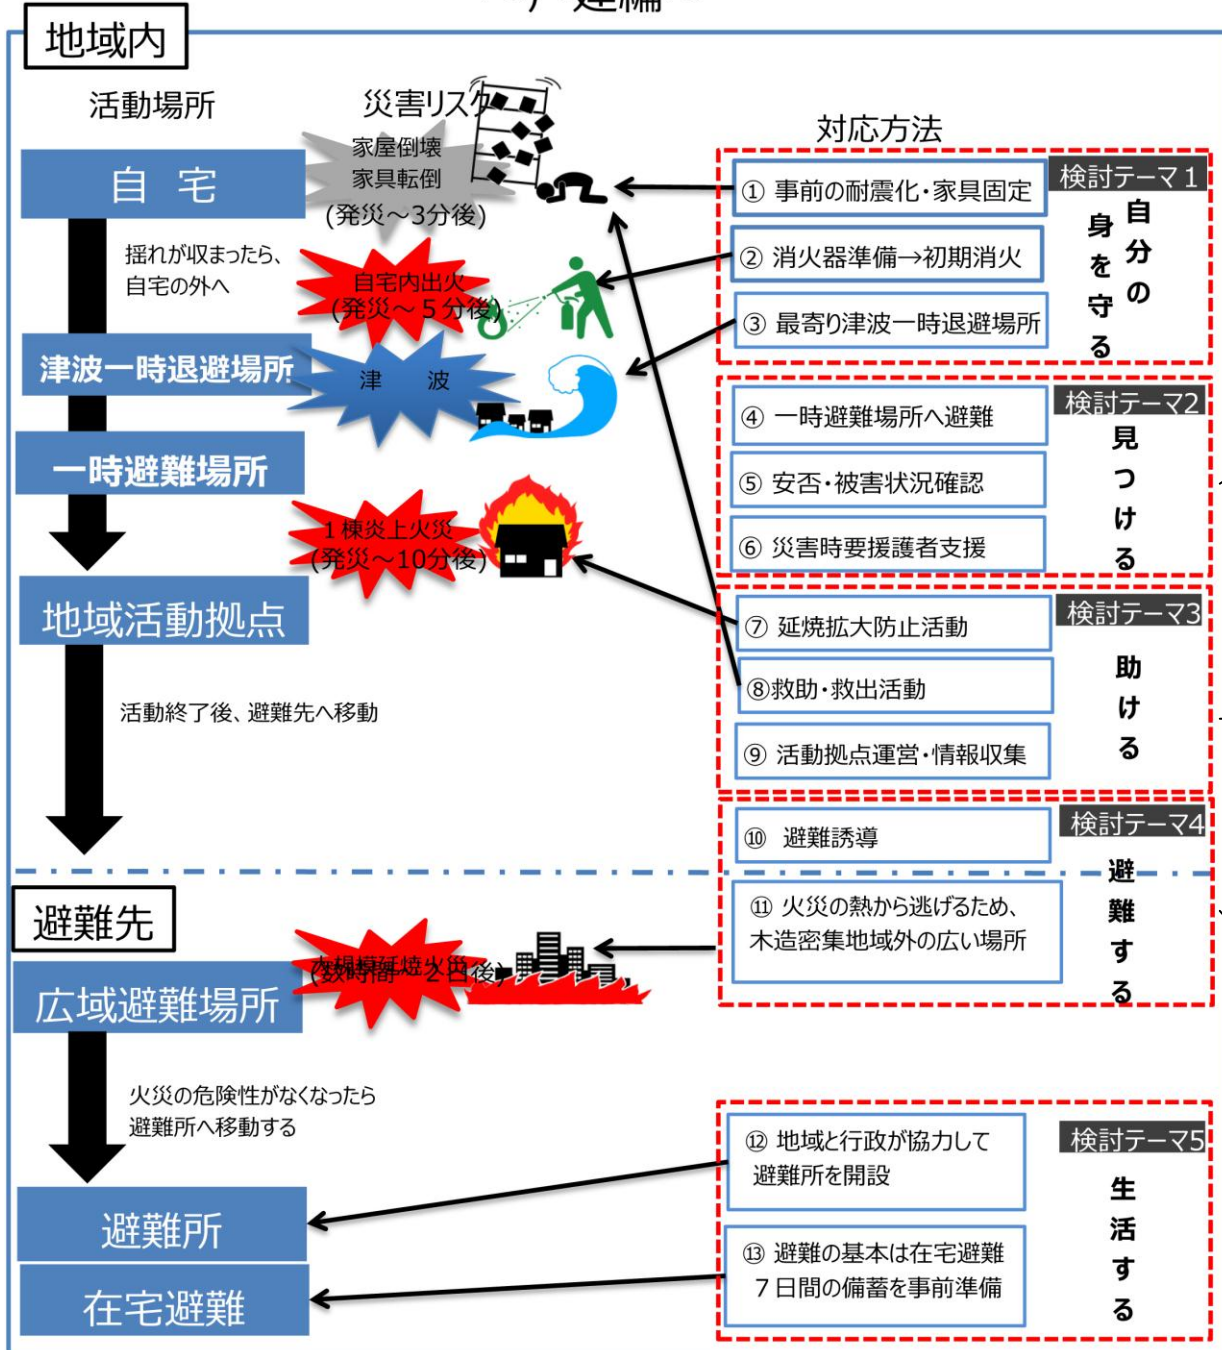 地域内
活動場所
災害リスク
対応方法
自 宅
家屋倒壊
家具転倒
(発災~3分後)
揺れが収まったら、
自宅の外へ
自宅内出火
(発災~5分後)
津波一時退避場所
津 波
一時避難場所
1棟炎上火災
(発災~10分後)
地域活動拠点
活動終了後、避難先へ移動
検討テーマ1
自分の
身を守る
① 事前の耐震化・家具固定
② 消火器準備→初期消火
③ 最寄り津波一時退避場所
検討テーマ2
見つける
④ 一時避難場所へ避難
⑤ 安否・被害状況確認
⑥ 災害時要援護者支援
検討テーマ3
助ける
⑦ 延焼拡大防止活動
⑧救助・救出活動
⑨ 活動拠点運営・情報収集
検討テーマ4
避難する
⑩ 避難誘導
⑪ 火災の熱から逃げるため、
木造密集地域外の広い場所
避難先
広域避難場所
大規模延焼火災
(数時間~2日後)
火災の危険性がなくなったら
避難所へ移動する
避難所
在宅避難
検討テーマ5
生活する
⑫ 地域と行政が協力して
避難所を開設
⑬ 避難の基本は在宅避難
7日間の備蓄を事前準備